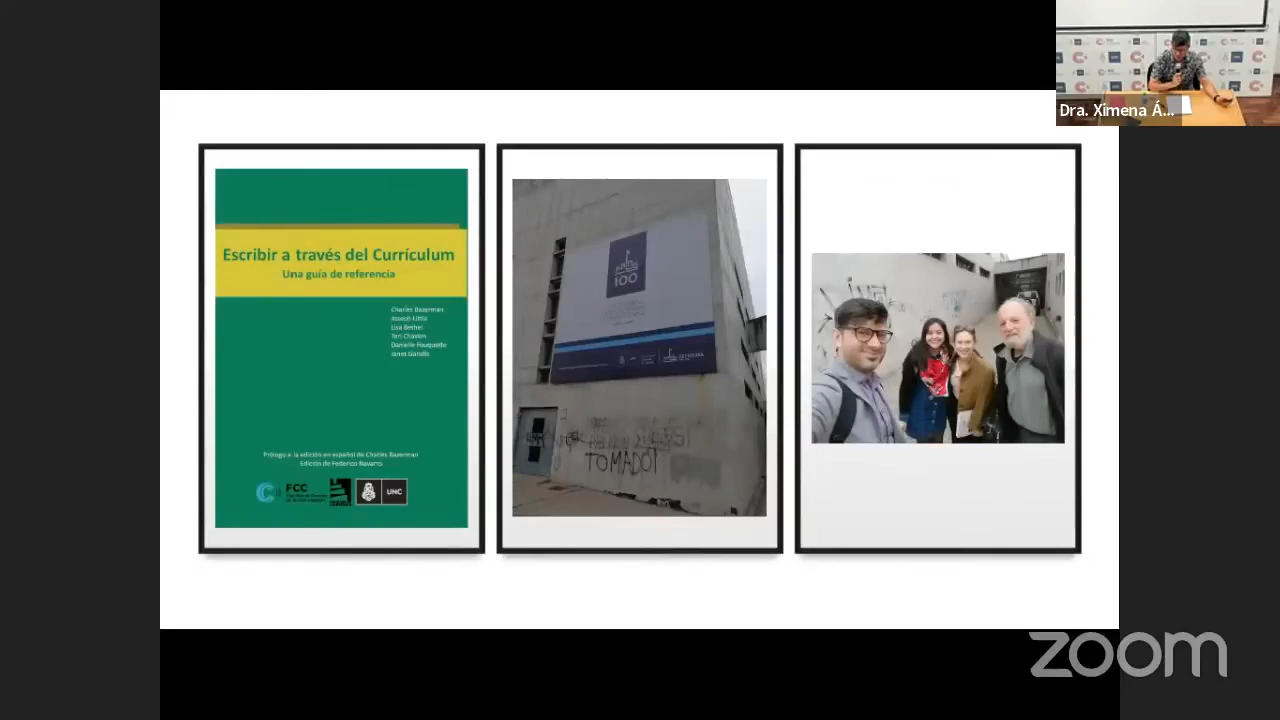 Escribir a través del Currículum
Una guía de referencia
Charles Bazerman
Joseph Little
Lisa Bethel
Teri Chavkin
Danielle Fouquette
Janet Garufis
Prólogo a la edición en español de Charles Bazerman
Edición de Federico Navarro
FCC
UNC
100
TOMADO!
Dra. Ximena Á...
zoom